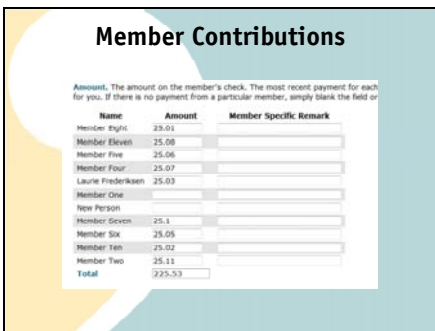 Member Contributions
Amount. The amount on the member's check. The most recent payment for each
for you. If there is no payment from a particular member, simply blank the field or
Name Amount Member Specific Remark
Member Eight 25.01
Member Eleven 25.08
Member Five 25.06
Member Four 25.07
Laurie Frederiksen 25.03
Member One
New Person
Member Seven 25.1
Member Six 25.05
Member Ten 25.02
Member Two 25.11
Total 225.53